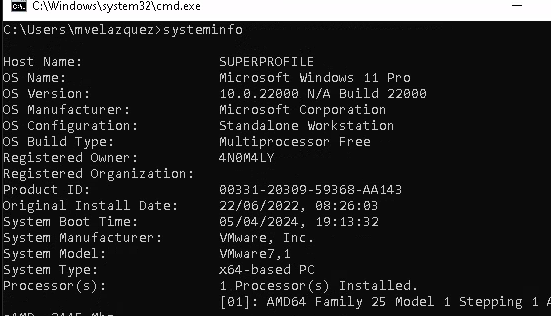 C:\Windows\system32\cmd.exe
C:\Users\mvelazquez>systeminfo
Host Name: SUPERPROFILE
OS Name: Microsoft Windows 11 Pro
OS Version: 10.0.22000 N/A Build 22000
OS Manufacturer: Microsoft Corporation
OS Configuration: Standalone Workstation
OS Build Type: Multiprocessor Free
Registered Owner: 4N0M4LY
Registered Organization:
Product ID: 00331-20309-59368-AA143
Original Install Date: 22/06/2022, 08:26:03
System Boot Time: 05/04/2024, 19:13:32
System Manufacturer: VMware, Inc.
System Model: VMware7,1
System Type: x64-based PC
Processor(s): 1 Processor(s) Installed.
[01]: AMD64 Family 25 Model 1 Stepping 1 A